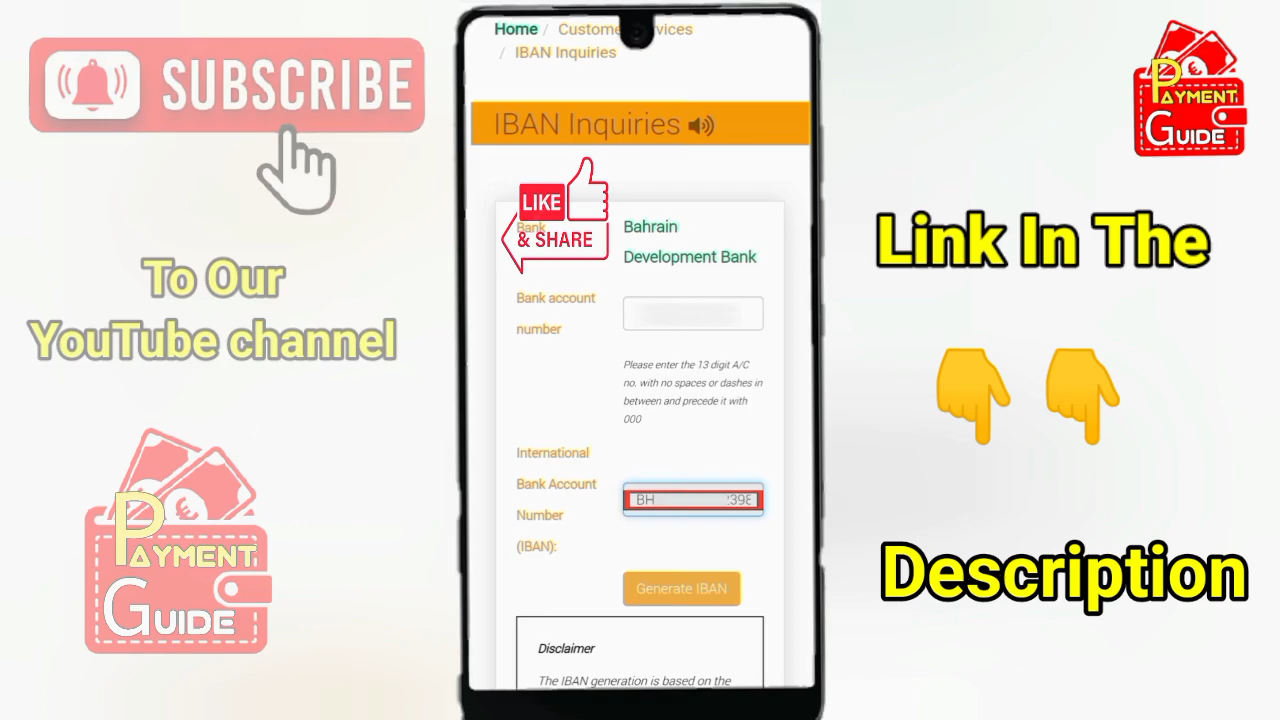 SUBSCRIBE
To Our
YouTube channel
PAYMENT
GUIDE
Home / Custome vices
/ IBAN Inquiries
IBAN Inquiries
LIKE
& SHARE
Bank
Bahrain
Development Bank
Bank account
number
Please enter the 13 digit A/C
no. with no spaces or dashes in
between and precede it with
000
International
Bank Account
Number
(IBAN):
BH 398
Generate IBAN
Disclaimer
The IBAN generation is based on the
PAYMENT
GUIDE
Link In The
Description